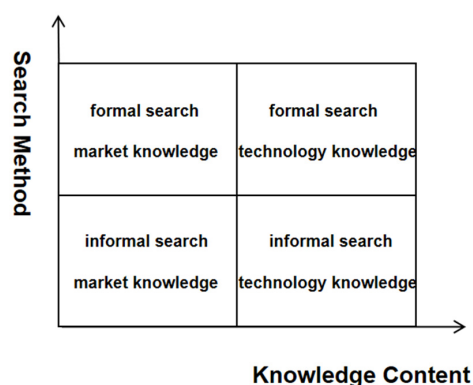 Search Method
formal search
market knowledge
formal search
technology knowledge
informal search
market knowledge
informal search
technology knowledge
Knowledge Content